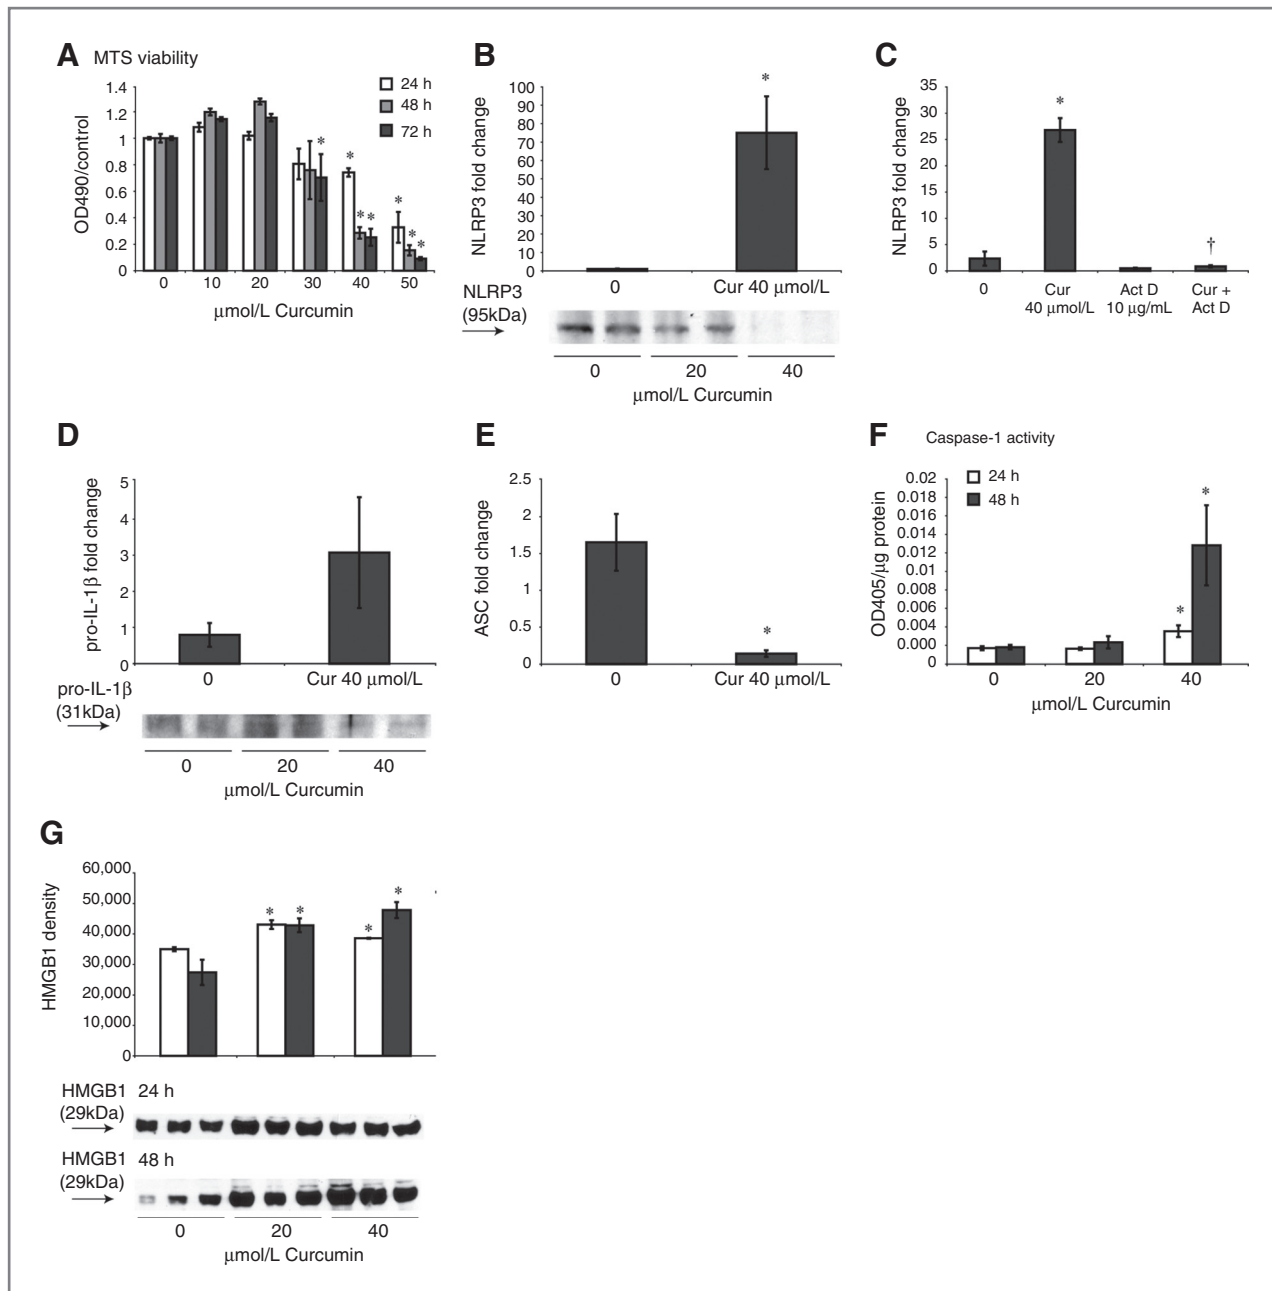 A MTS viability
OD490/control
1.4
1.2
1
0.8
0.6
0.4
0.2
0
24 h
48 h
72 h
*
*
* *
*
*
*
0 10 20 30 40 50
μmol/L Curcumin
B
NLRP3 fold change
100
90
80
70
60
50
40
30
20
10
0
*
0 Cur 40 μmol/L
NLRP3
(95kDa)
0 20 40
μmol/L Curcumin
C
NLRP3 fold change
35
30
25
20
15
10
5
0
*
†
0 Cur Act D Cur +
40 μmol/L 10 μg/mL Act D
D
pro-IL-1β fold change
5
4
3
2
1
0
0 Cur 40 μmol/L
pro-IL-1β
(31kDa)
0 20 40
μmol/L Curcumin
E
ASC fold change
2.5
2
1.5
1
0.5
0
*
0 Cur 40 μmol/L
F Caspase-1 activity
OD405/μg protein
0.02
0.018
0.016
0.014
0.012
0.01
0.008
0.006
0.004
0.002
0.000
0
24 h
48 h
*
*
0 20 40
μmol/L Curcumin
G
HMGB1 density
60,000
50,000
40,000
30,000
20,000
10,000
0
* *
*
*
HMGB1 24 h
(29kDa)
HMGB1 48 h
(29kDa)
0 20 40
μmol/L Curcumin